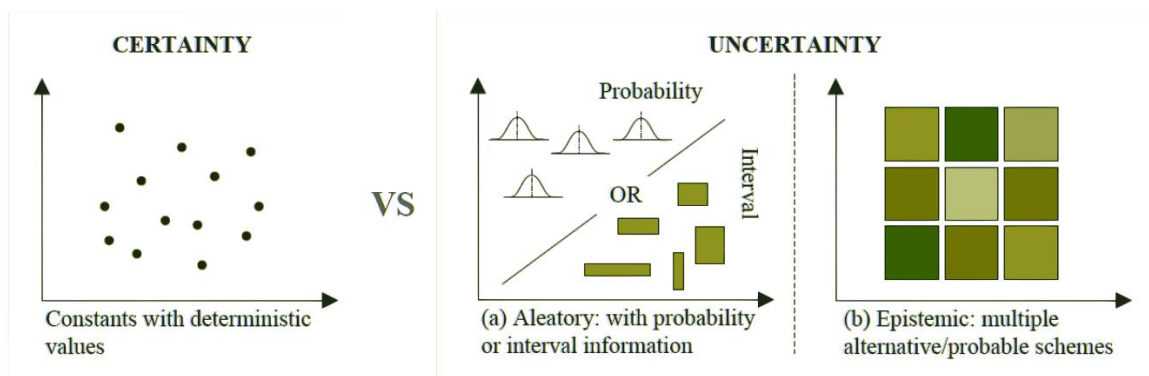 CERTAINTY
Constants with deterministic
values
VS
UNCERTAINTY
Probability
OR
Interval
(a) Aleatory: with probability
or interval information
(b) Epistemic: multiple
alternative/probable schemes